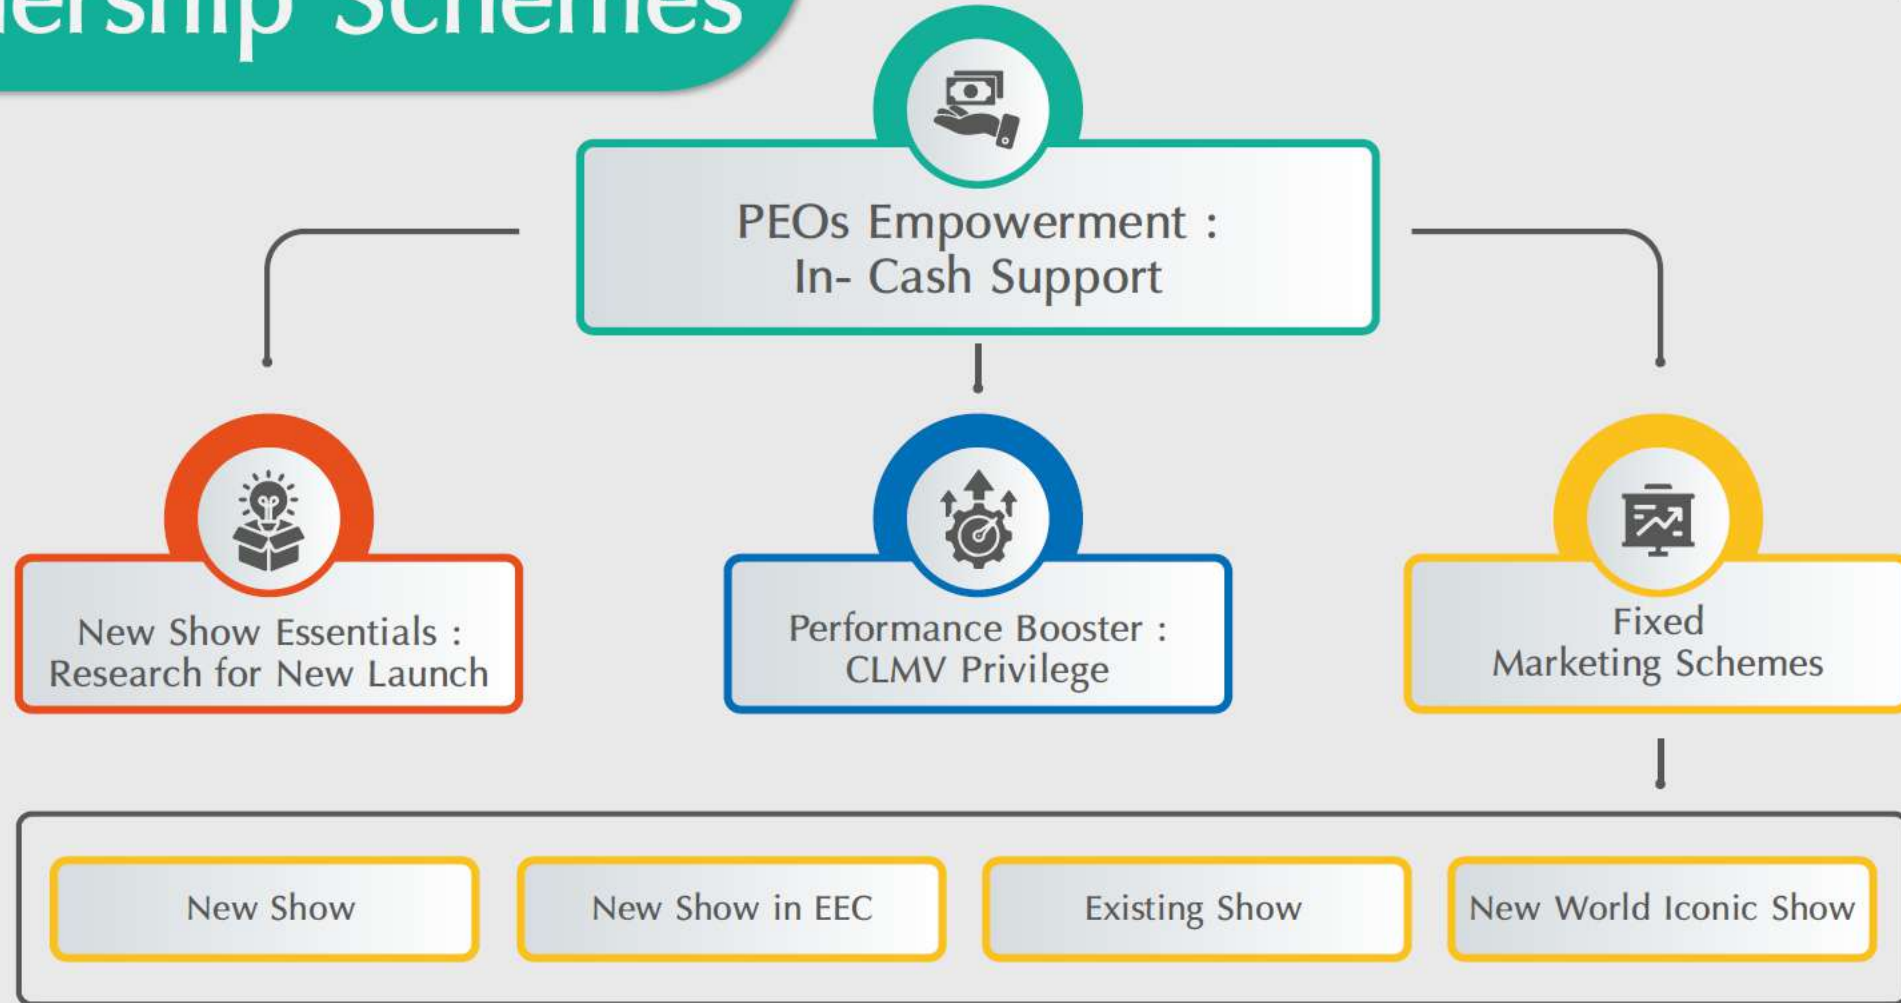 Schemes
PEOs Empowerment :
In- Cash Support
New Show Essentials :
Research for New Launch
Performance Booster :
CLMV Privilege
Fixed
Marketing Schemes
New Show
New Show in EEC
Existing Show
New World Iconic Show